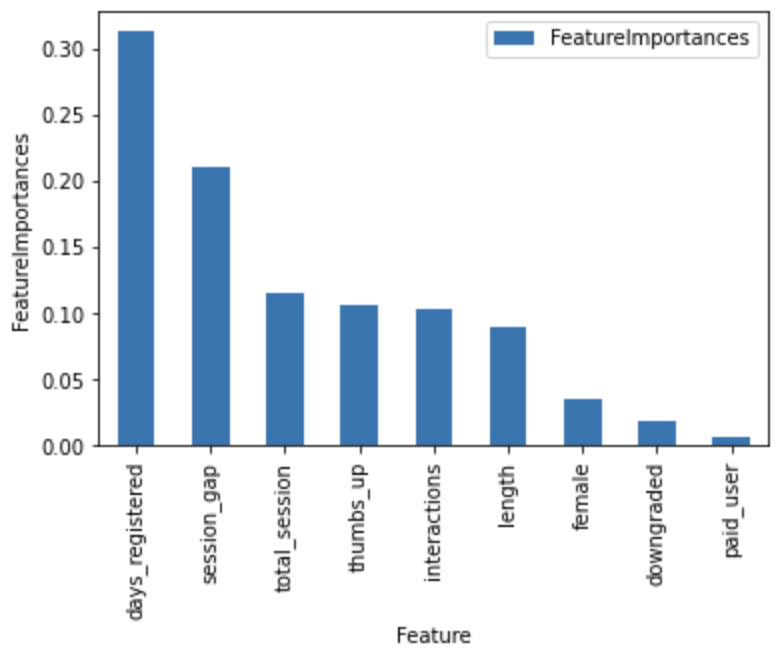 FeatureImportances
FeatureImportances
0.30
0.25
0.20
0.15
0.10
0.05
0.00
days_registered
session_gap
total_session
thumbs_up
interactions
length
female
downgraded
paid_user
Feature